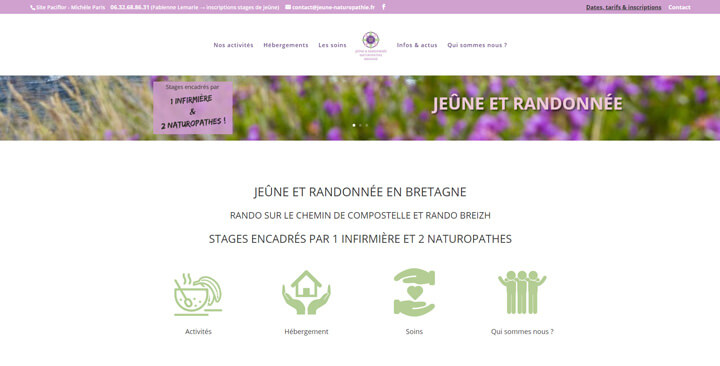 Site Paciflor - Michèle Paris 06.32.68.86.31 (Fabienne Lemarie → inscriptions stages de jeûne) contact@jeune-naturopathie.fr Dates, tarifs & inscriptions Contact
Nos activités Hébergements Les soins Infos & actus Qui sommes nous ?
Stages encadrés par
1 INFIRMIÈRE
&
2 NATUROPATHES !
JEÛNE ET RANDONNÉE
JEÛNE ET RANDONNÉE EN BRETAGNE
RANDO SUR LE CHEMIN DE COMPOSTELLE ET RANDO BREIZH
STAGES ENCADRÉS PAR 1 INFIRMIÈRE ET 2 NATUROPATHES
Activités Hébergement Soins Qui sommes nous ?